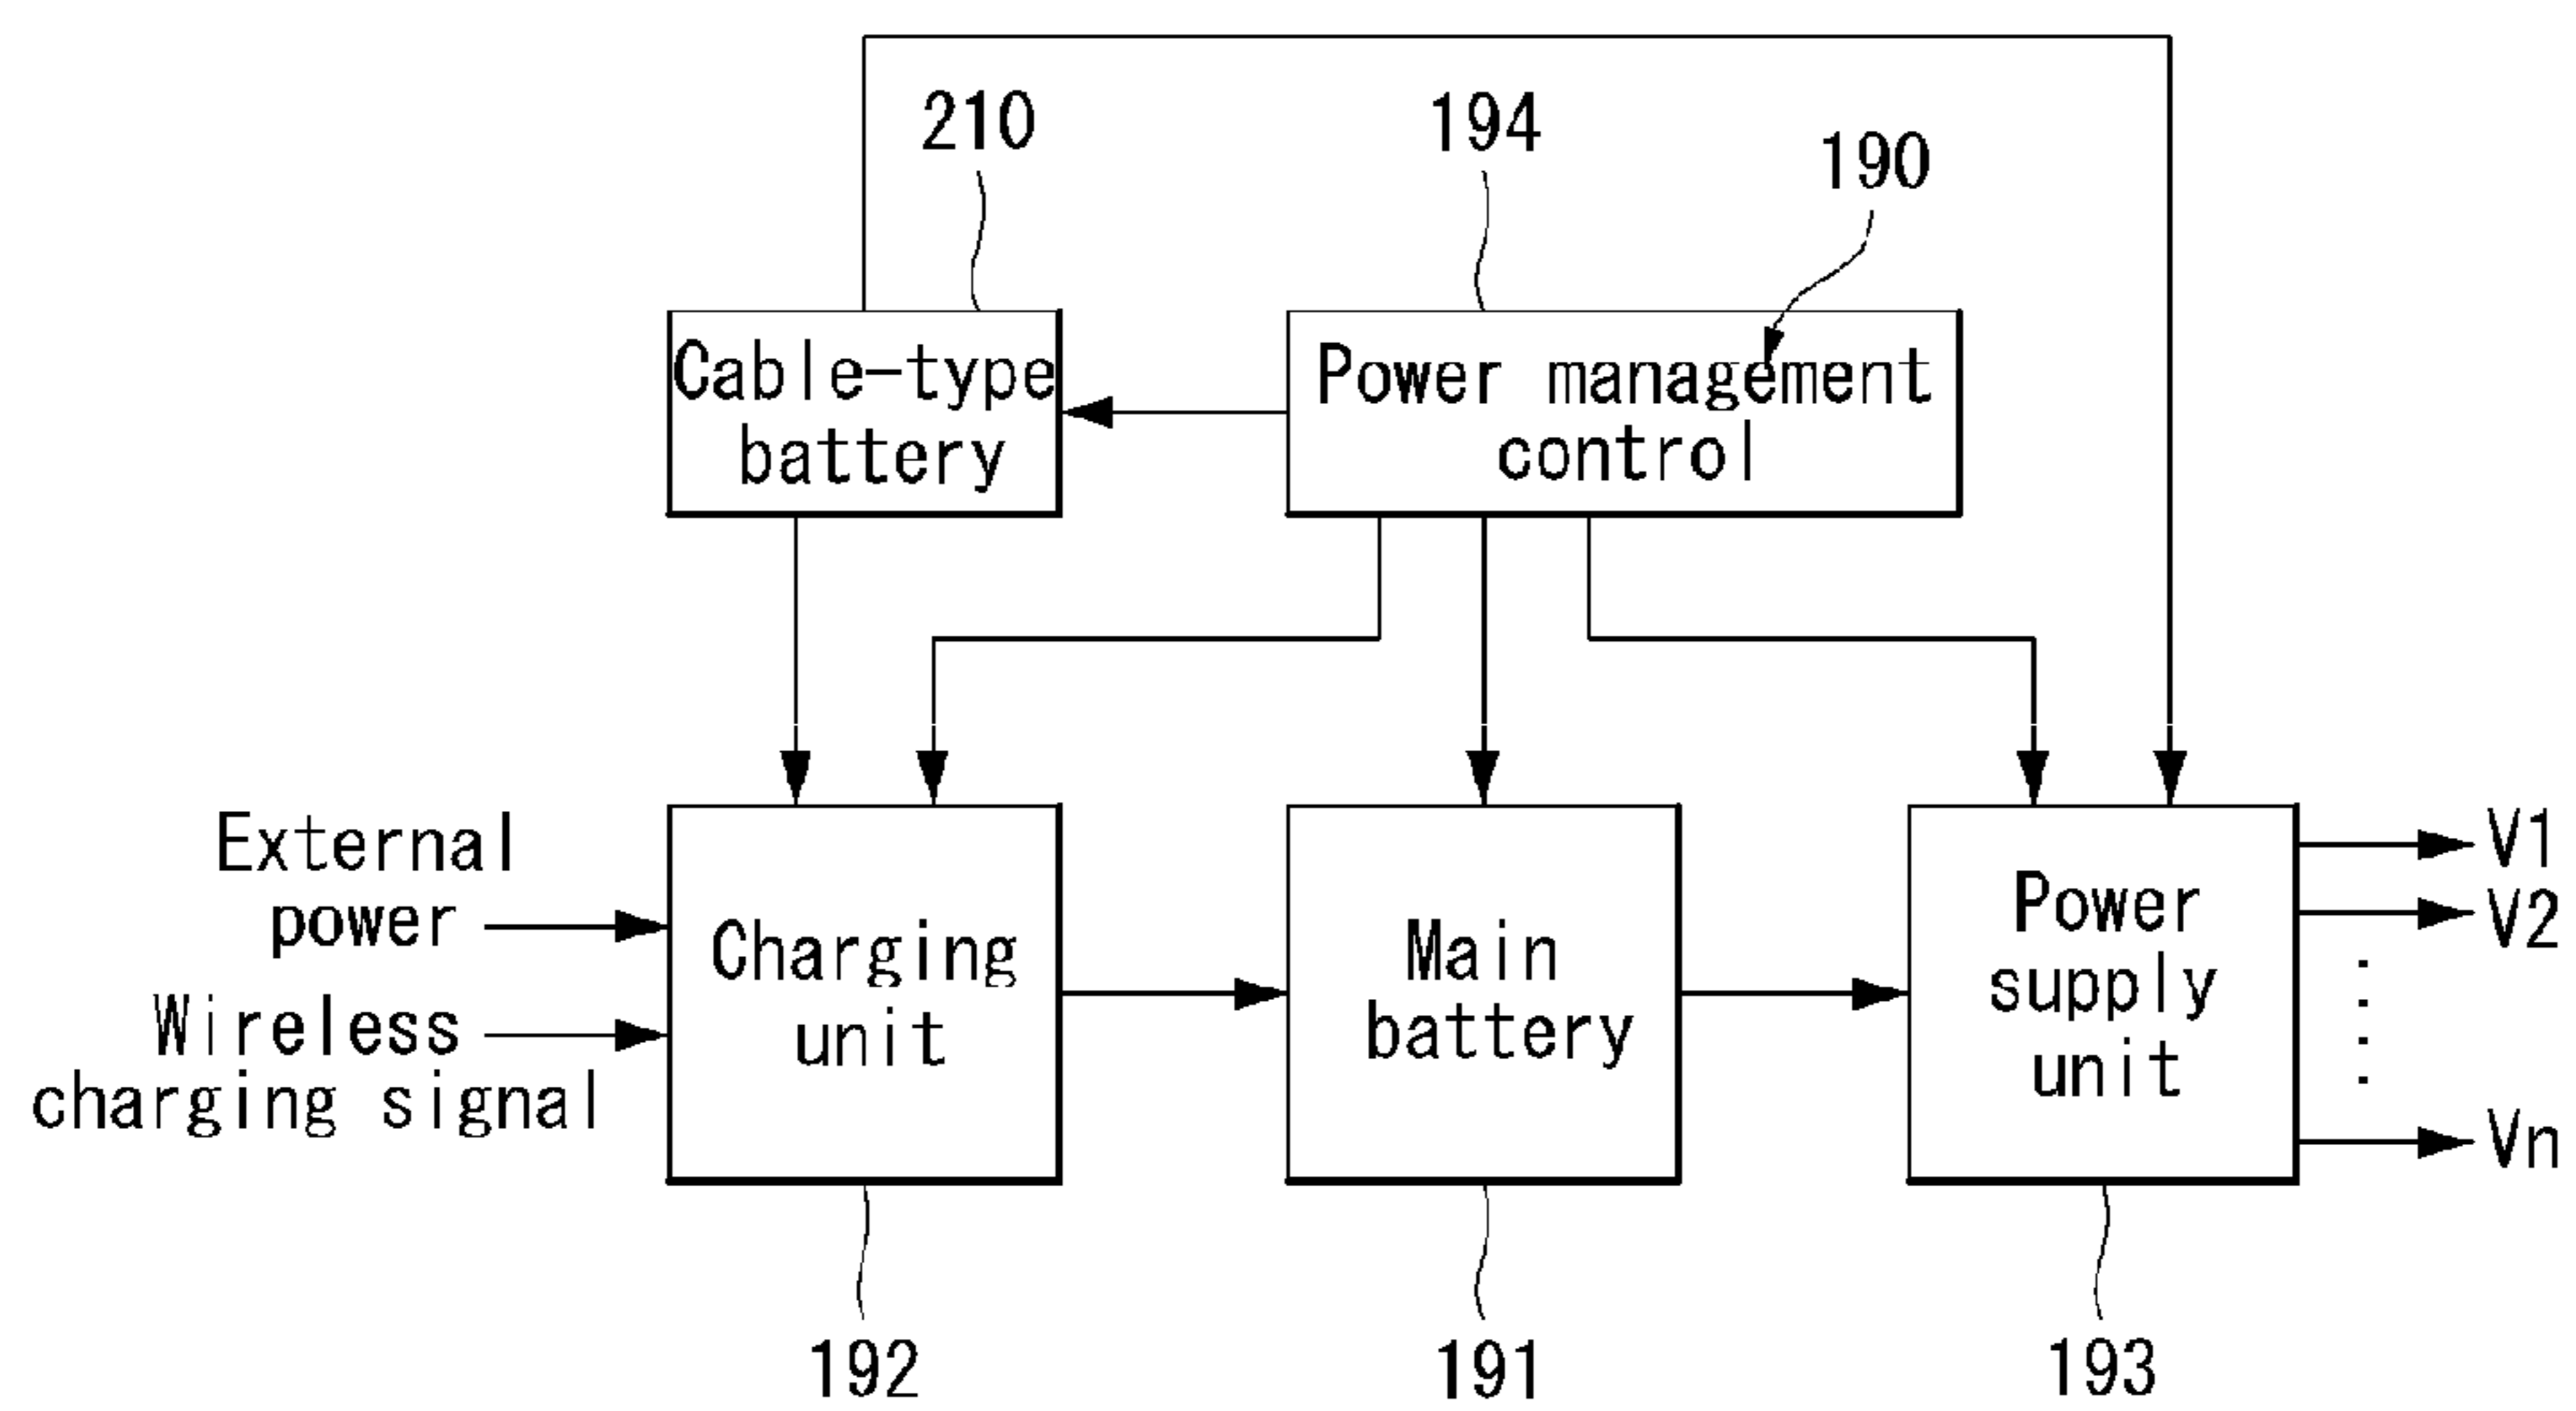 210
194
190
Cable-type
battery
Power management
control
External
power
Wireless
charging signal
Charging
unit
Main
battery
Power
supply
unit
V1
V2
Vn
192
191
193